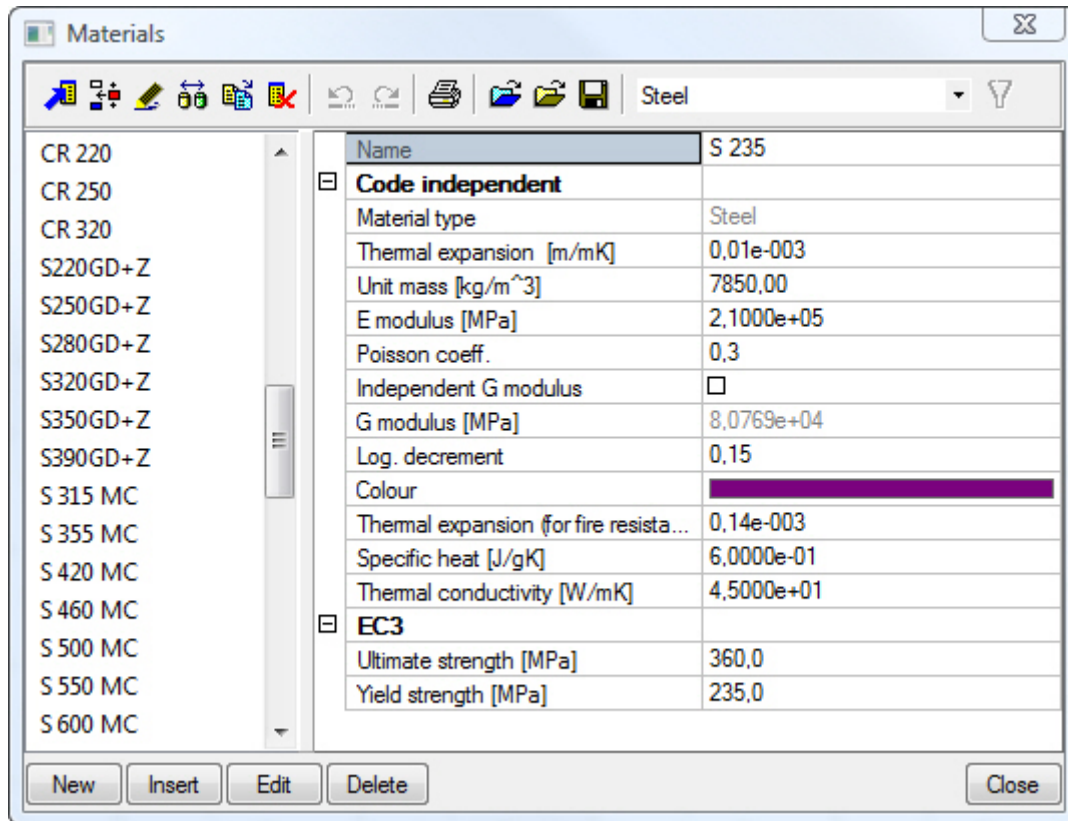 Materials
Steel
CR 220
CR 250
CR 320
S220GD+Z
S250GD+Z
S280GD+Z
S320GD+Z
S350GD+Z
S390GD+Z
S 315 MC
S 355 MC
S 420 MC
S 460 MC
S 500 MC
S 550 MC
S 600 MC
Name S 235
Code independent
Material type Steel
Thermal expansion [m/mK] 0,01e-003
Unit mass [kg/m^3] 7850,00
E modulus [MPa] 2,1000e+05
Poisson coeff. 0,3
Independent G modulus
G modulus [MPa] 8,0769e+04
Log. decrement 0,15
Colour
Thermal expansion (for fire resista... 0,14e-003
Specific heat [J/gK] 6,0000e-01
Thermal conductivity [W/mK] 4,5000e+01
EC3
Ultimate strength [MPa] 360,0
Yield strength [MPa] 235,0
New Insert Edit Delete Close